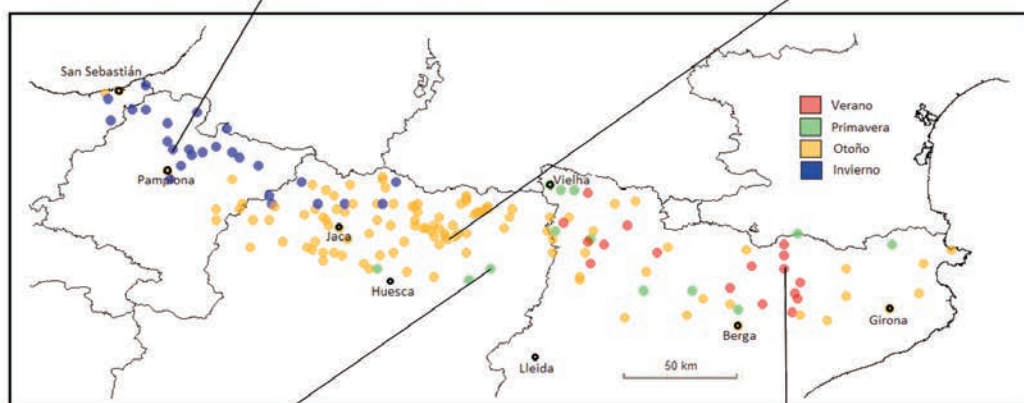 San Sebastián
Pamplona
Jaca
Huesca
Vielha
Lleida
Berga
Girona
Verano
Primavera
Otoño
Invierno
50 km